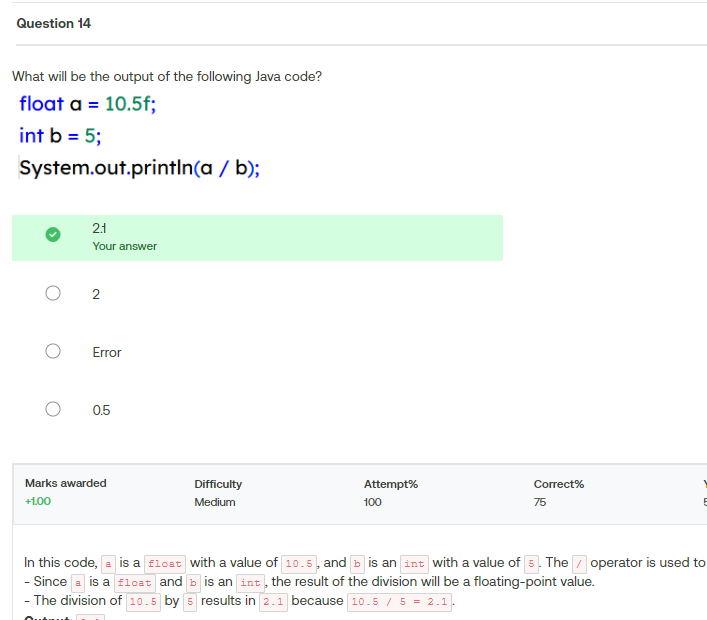 Question 14
What will be the output of the following Java code?
float a = 10.5f;
int b = 5;
System.out.println(a / b);
2.1
Your answer
2
Error
0.5
Marks awarded Difficulty Attempt% Correct%
+1.00 Medium 100 75
In this code, a is a float with a value of 10.5, and b is an int with a value of 5. The / operator is used to
- Since a is a float and b is an int, the result of the division will be a floating-point value.
- The division of 10.5 by 5 results in 2.1 because 10.5 / 5 = 2.1.